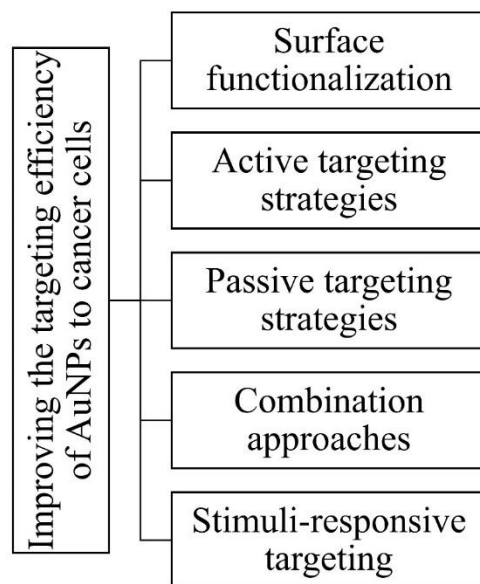 Improving the targeting efficiency
of AuNPs to cancer cells
Surface
functionalization
Active targeting
strategies
Passive targeting
strategies
Combination
approaches
Stimuli-responsive
targeting